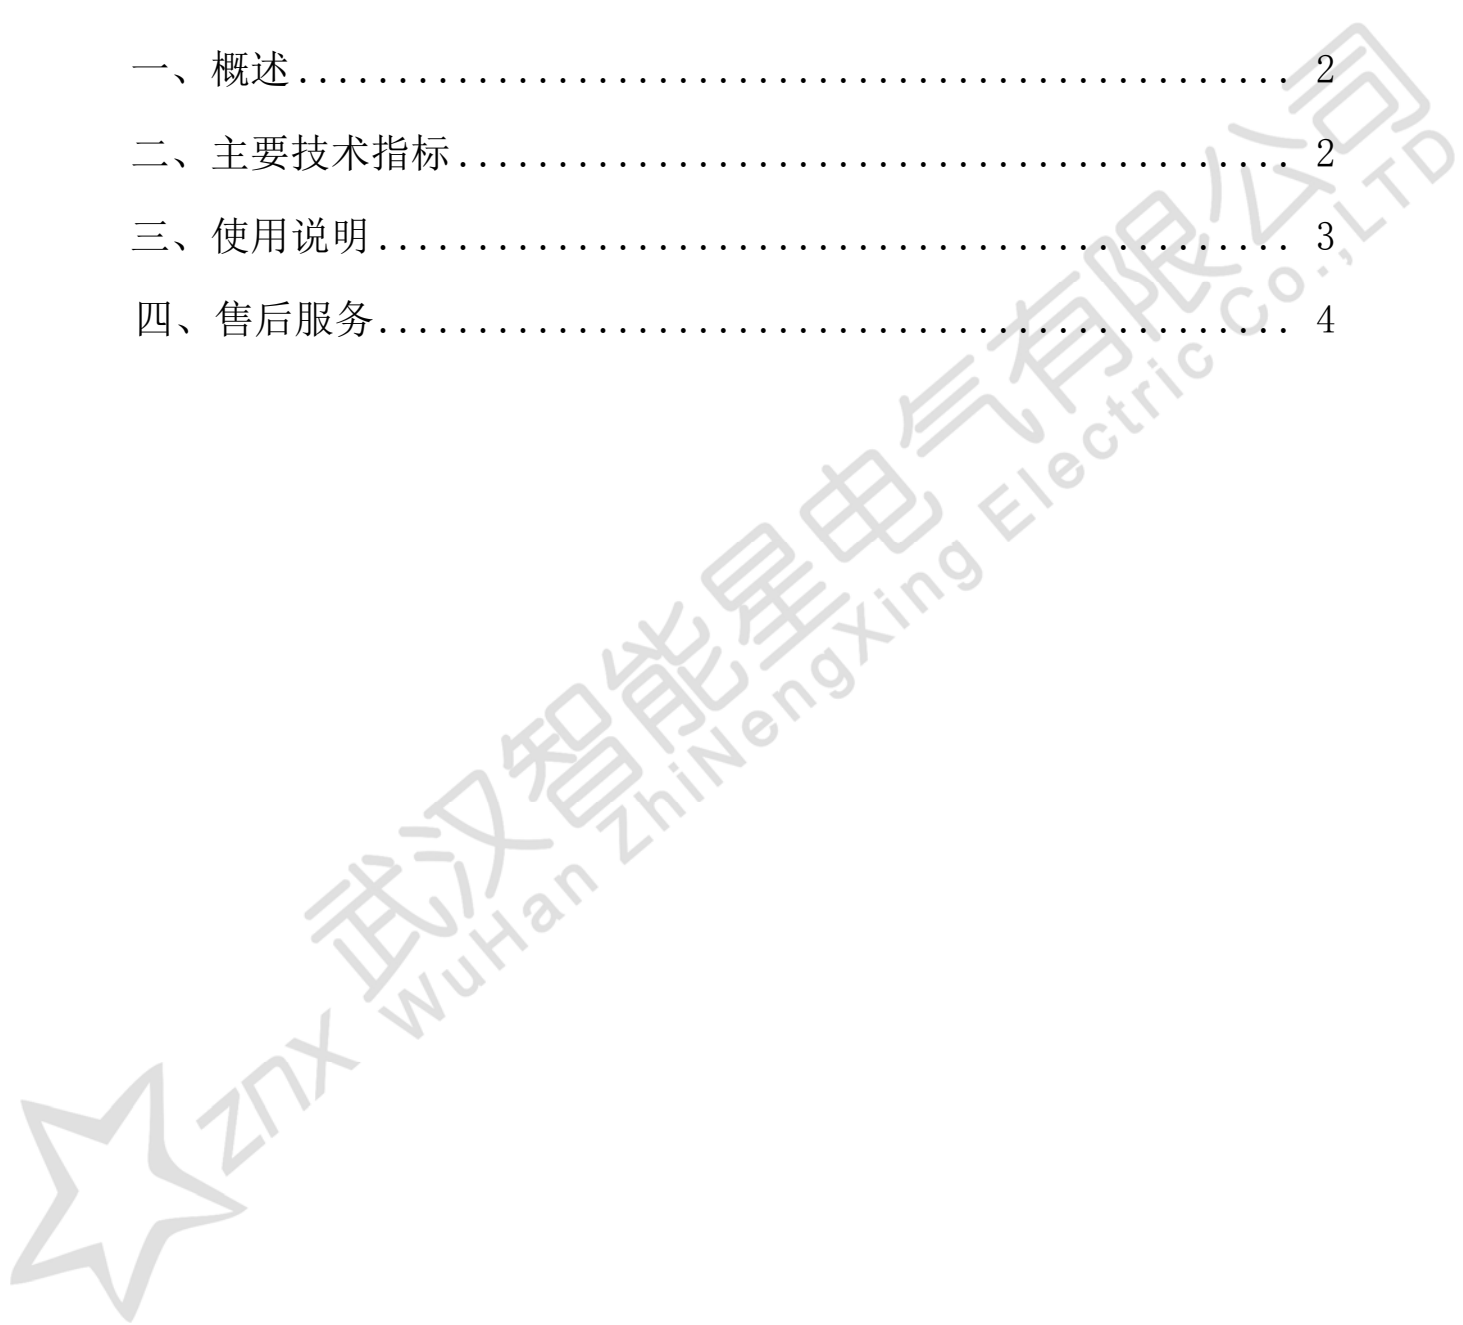 一、概述.................................................. 2
二、主要技术指标.......................................... 2
三、使用说明.............................................. 3
四、售后服务.............................................. 4
znx 武汉智能星电气有限公司
WuHan ZhiNengXing Electric Co.,LTD